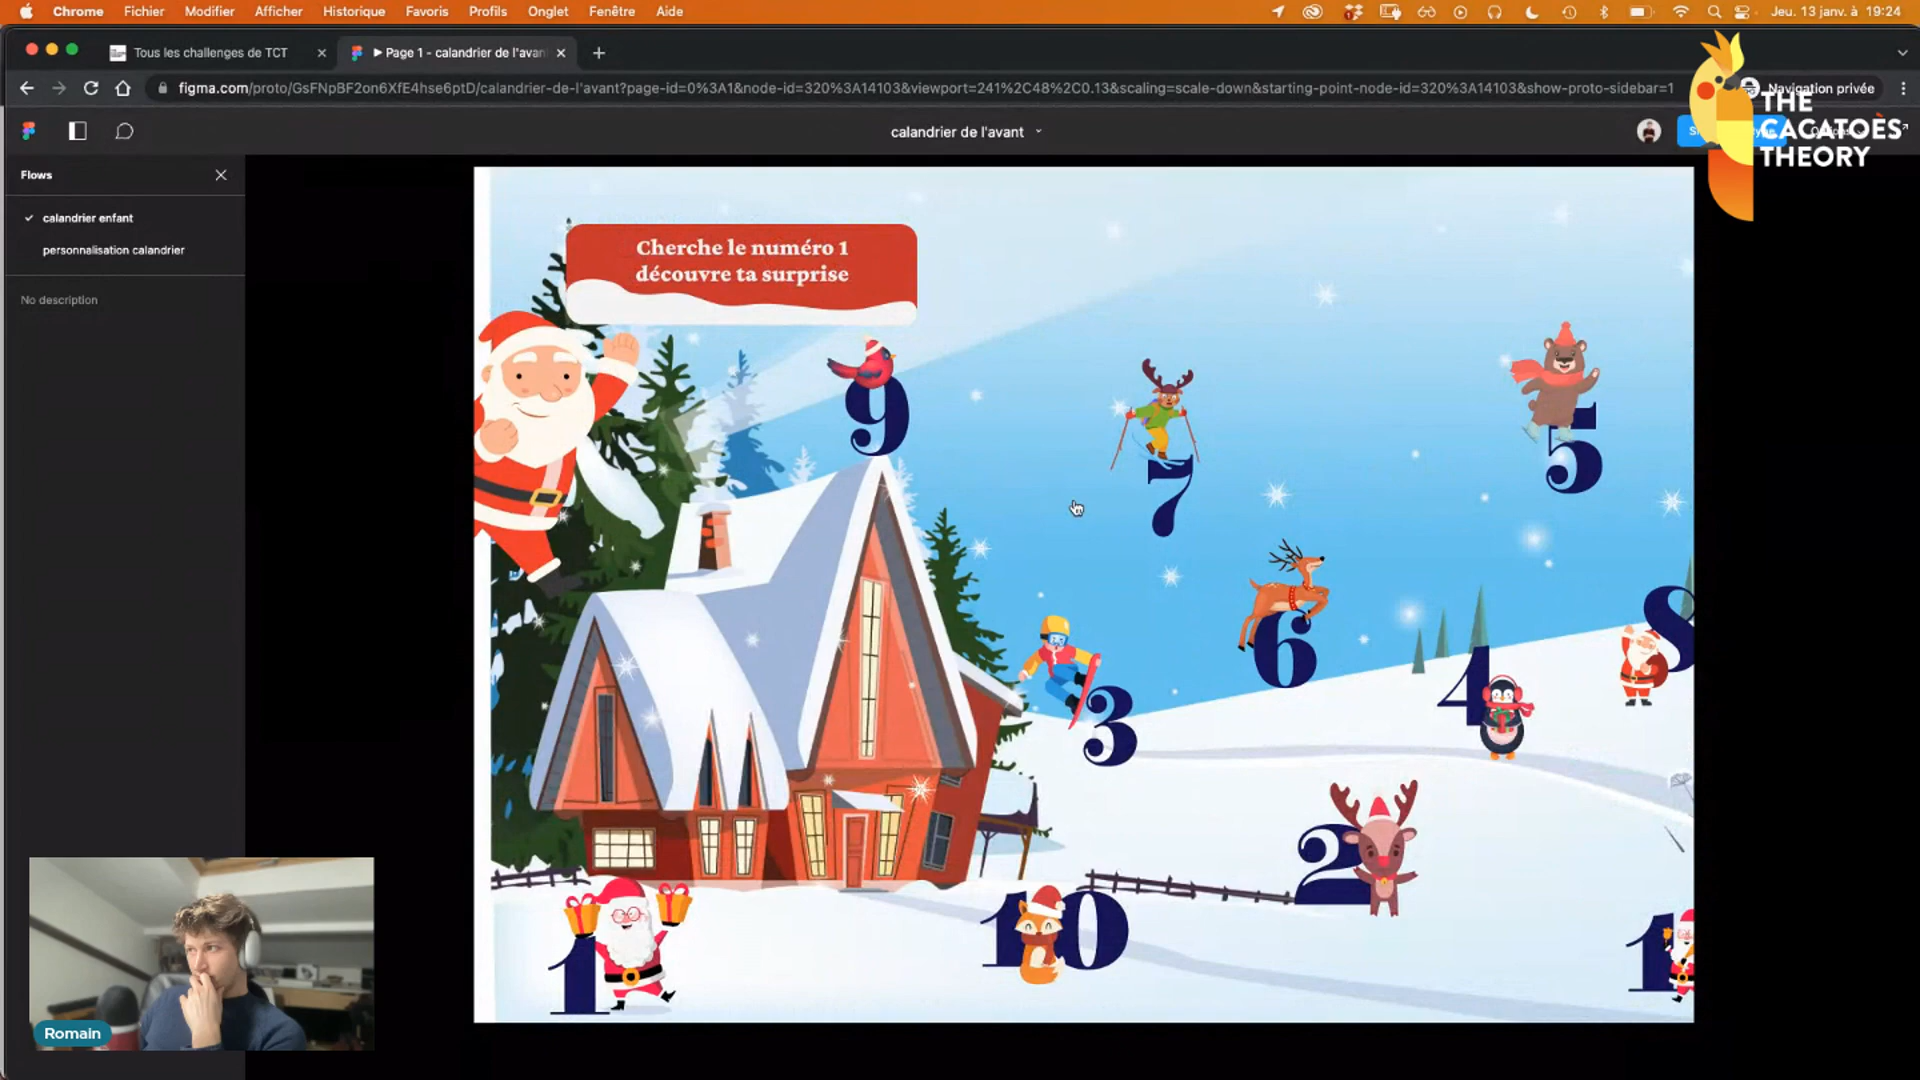 Chrome Fichier Modifier Afficher Historique Favoris Profils Onglet Fenêtre Aide Jeu. 13 janv. à 19:24
Tous les challenges de TCT
Page 1 - calandrier de l'avan
figma.com/proto/GsFNpBF2on6XfE4hse6ptD/calandrier-de-l'avant?page-id=0%3A1&node-id=320%3A14103&viewport=241%2C48%2C0.13&scaling=scale-down&starting-point-node-id=320%3A14103&show-proto-sidebar=1
Navigation privée
calandrier de l'avant
THE
CACATOÈS
THEORY
Flows
calandrier enfant
personnalisation calandrier
No description
Cherche le numéro 1
découvre ta surprise
9
7
5
6
8
3
4
2
1
10
1
Romain